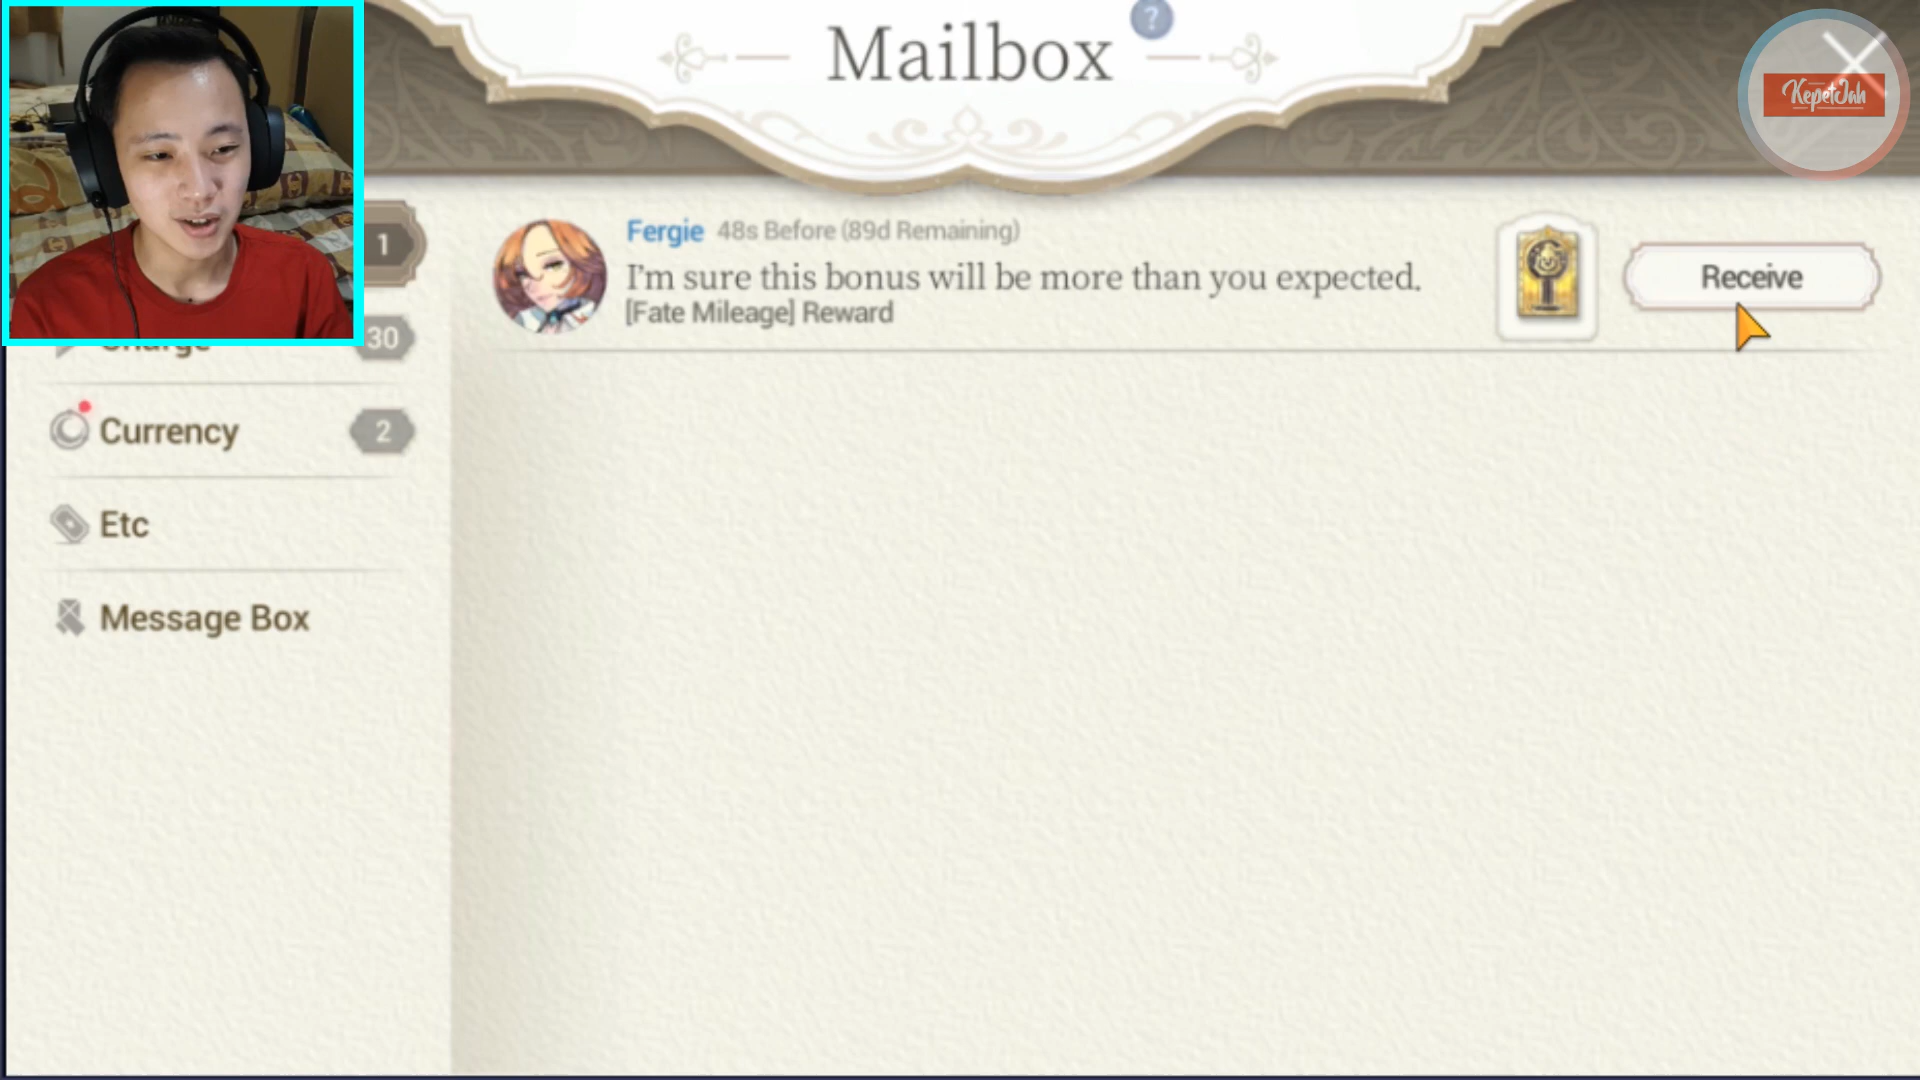 Mailbox
?
KepetJah
1
Fergie 48s Before (89d Remaining)
I'm sure this bonus will be more than you expected.
[Fate Mileage] Reward
Receive
Charge 30
Currency 2
Etc
Message Box